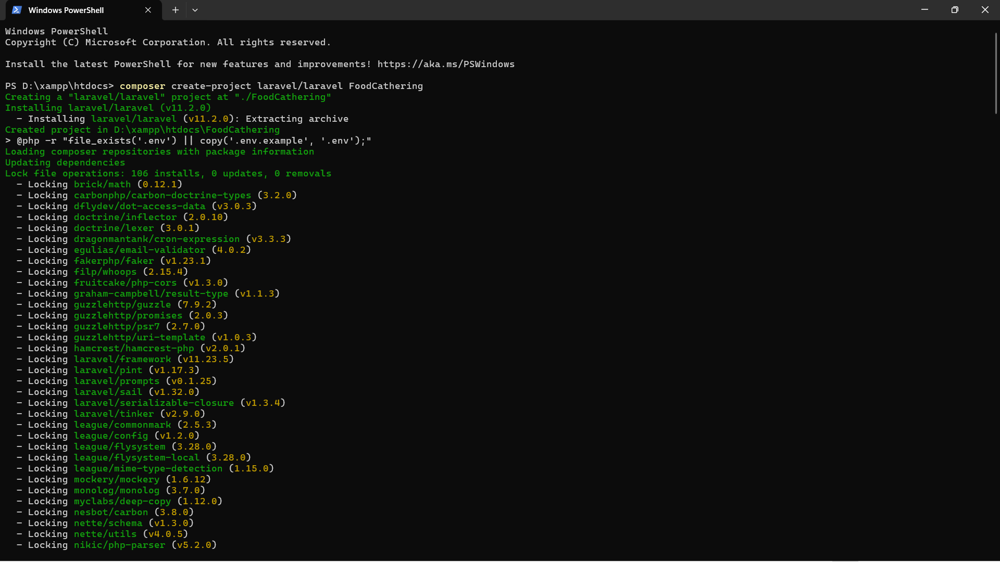 Windows PowerShell
Windows PowerShell
Copyright (C) Microsoft Corporation. All rights reserved.
Install the latest PowerShell for new features and improvements! https://aka.ms/PSWindows
PS D:\xampp\htdocs> composer create-project laravel/laravel FoodCathering
Creating a "laravel/laravel" project at "./FoodCathering"
Installing laravel/laravel (v11.2.0)
  - Installing laravel/laravel (v11.2.0): Extracting archive
Created project in D:\xampp\htdocs\FoodCathering
> @php -r "file_exists('.env') || copy('.env.example', '.env');"
Loading composer repositories with package information
Updating dependencies
Lock file operations: 106 installs, 0 updates, 0 removals
  - Locking brick/math (0.12.1)
  - Locking carbonphp/carbon-doctrine-types (3.2.0)
  - Locking dflydev/dot-access-data (v3.0.3)
  - Locking doctrine/inflector (2.0.10)
  - Locking doctrine/lexer (3.0.1)
  - Locking dragonmantank/cron-expression (v3.3.3)
  - Locking egulias/email-validator (4.0.2)
  - Locking fakerphp/faker (v1.23.1)
  - Locking filp/whoops (2.15.4)
  - Locking fruitcake/php-cors (v1.3.0)
  - Locking graham-campbell/result-type (v1.1.3)
  - Locking guzzlehttp/guzzle (7.9.2)
  - Locking guzzlehttp/promises (2.0.3)
  - Locking guzzlehttp/psr7 (2.7.0)
  - Locking guzzlehttp/uri-template (v1.0.3)
  - Locking hamcrest/hamcrest-php (v2.0.1)
  - Locking laravel/framework (v11.23.5)
  - Locking laravel/pint (v1.17.3)
  - Locking laravel/prompts (v0.1.25)
  - Locking laravel/sail (v1.32.0)
  - Locking laravel/serializable-closure (v1.3.4)
  - Locking laravel/tinker (v2.9.0)
  - Locking league/commonmark (2.5.3)
  - Locking league/config (v1.2.0)
  - Locking league/flysystem (3.28.0)
  - Locking league/flysystem-local (3.28.0)
  - Locking league/mime-type-detection (1.15.0)
  - Locking mockery/mockery (1.6.12)
  - Locking monolog/monolog (3.7.0)
  - Locking myclabs/deep-copy (1.12.0)
  - Locking nesbot/carbon (3.8.0)
  - Locking nette/schema (v1.3.0)
  - Locking nette/utils (v4.0.5)
  - Locking nikic/php-parser (v5.2.0)